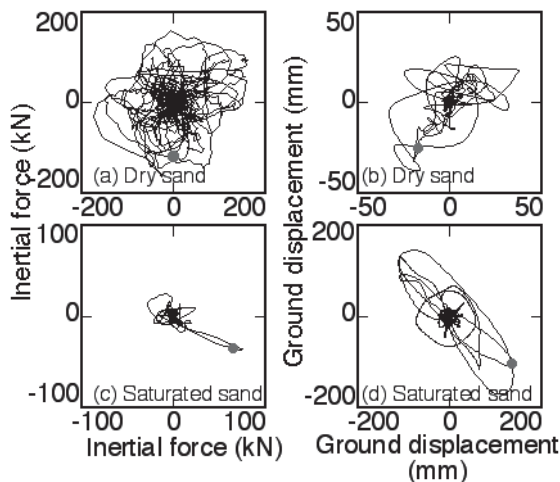 200
0
-200
-200
0
200
Inertial force (kN)
(a) Dry sand
50
0
-50
-50
0
50
Ground displacement (mm)
(b) Dry sand
100
0
-100
-100
0
100
(c) Saturated sand
Inertial force (kN)
200
0
-200
-200
0
200
(d) Saturated sand
Ground displacement
(mm)